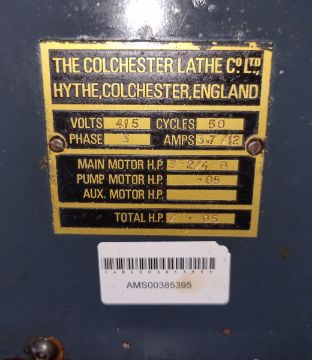 THE COLCHESTER LATHE CO LTD.,
HYTHE, COLCHESTER, ENGLAND
VOLTS 415 CYCLES 50
PHASE 3 AMPS
MAIN MOTOR H.P.
PUMP MOTOR H.P. .05
AUX. MOTOR H.P.
TOTAL H.P.
AMS00385395